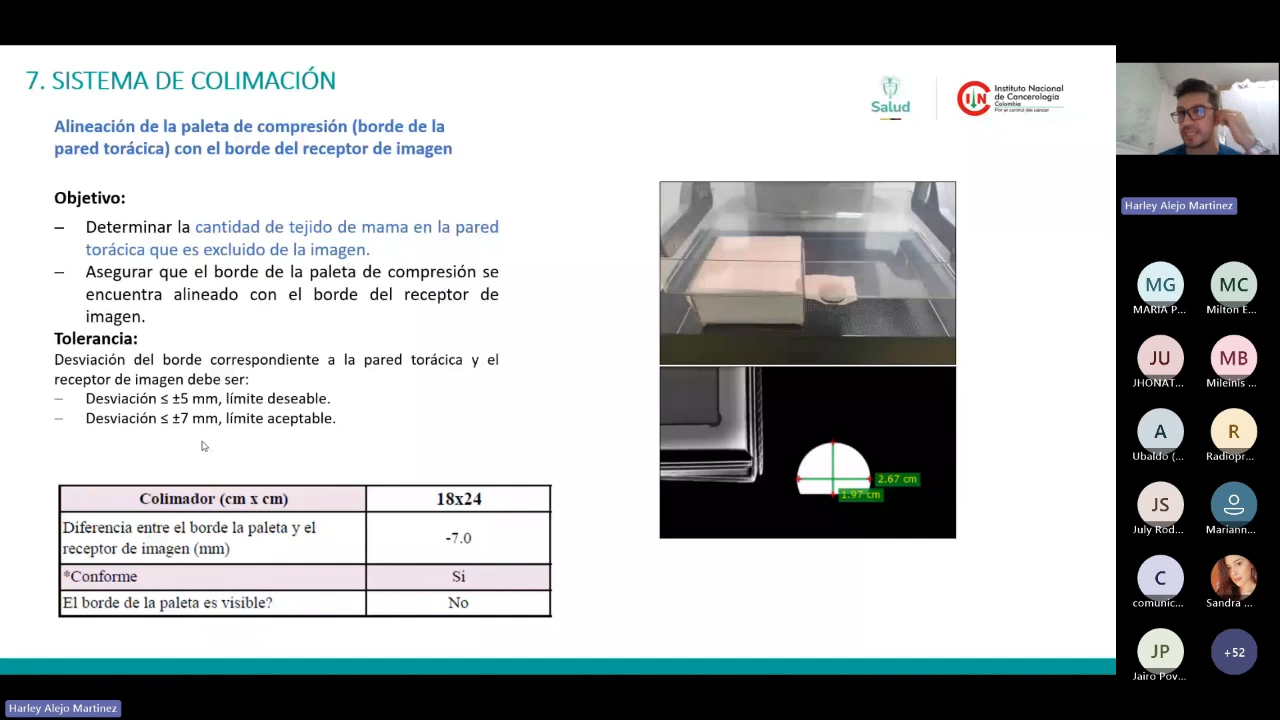 7. SISTEMA DE COLIMACIÓN
Salud
Instituto Nacional
de Cancerología
Colombia
Por el control del cáncer
Alineación de la paleta de compresión (borde de la
pared torácica) con el borde del receptor de imagen
Objetivo:
– Determinar la cantidad de tejido de mama en la pared
torácica que es excluido de la imagen.
– Asegurar que el borde de la paleta de compresión se
encuentra alineado con el borde del receptor de
imagen.
Tolerancia:
Desviación del borde correspondiente a la pared torácica y el
receptor de imagen debe ser:
– Desviación ≤ ±5 mm, límite deseable.
– Desviación ≤ ±7 mm, límite aceptable.
Colimador (cm x cm) 18x24
Diferencia entre el borde la paleta y el
receptor de imagen (mm) -7.0
*Conforme Si
El borde de la paleta es visible? No
2.67 cm
1.97 cm
Harley Alejo Martinez
MG MC
MARIA P... Milton E...
JU MB
JHONAT... Mileinis ...
A R
Ubaldo (... Radiopr...
JS
July Rod... Mariann...
C
comunic... Sandra ...
JP +52
Jairo Pov...
Harley Alejo Martinez